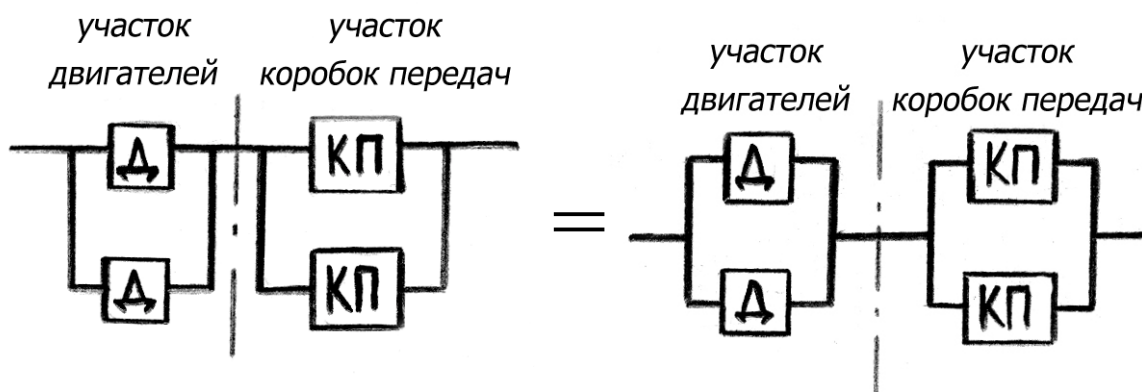 участок
двигателей
участок
коробок передач
Д
КП
Д
КП
=
участок
двигателей
участок
коробок передач
Д
КП
Д
КП